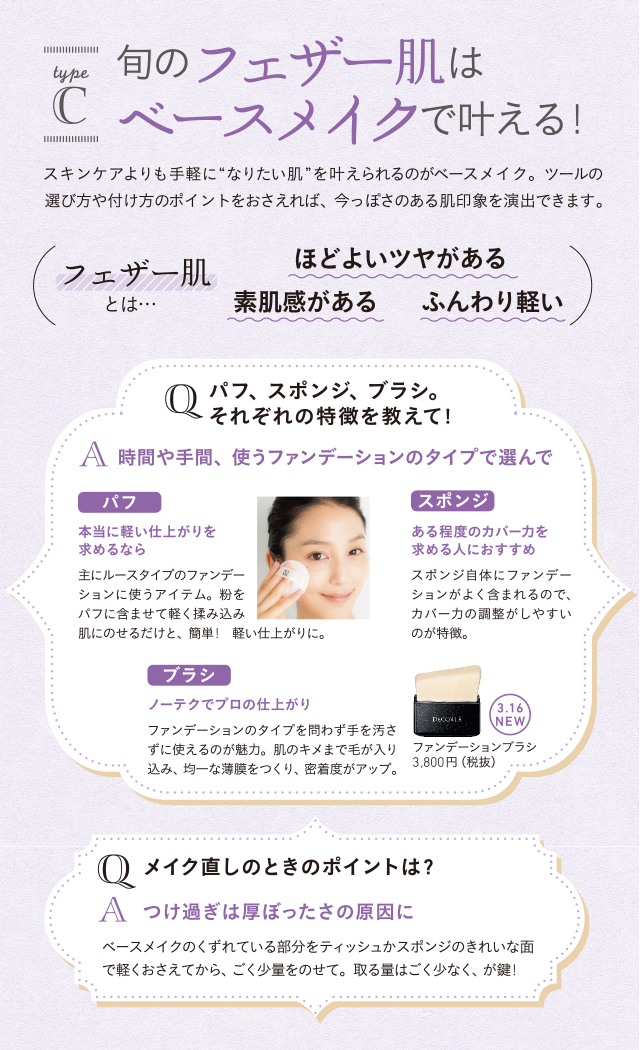 type
C
旬のフェザー肌は
ベースメイクで叶える！
スキンケアよりも手軽に“なりたい肌”を叶えられるのがベースメイク。ツールの
選び方や付け方のポイントをおさえれば、今っぽさのある肌印象を演出できます。
フェザー肌
とは…
ほどよいツヤがある
素肌感がある
ふんわり軽い
Q パフ、スポンジ、ブラシ。
それぞれの特徴を教えて！
A 時間や手間、使うファンデーションのタイプで選んで
パフ
本当に軽い仕上がりを
求めるなら
主にルースタイプのファンデー
ションに使うアイテム。粉を
パフに含ませて軽く揉み込み
肌にのせるだけと、簡単！ 軽い仕上がりに。
スポンジ
ある程度のカバー力を
求める人におすすめ
スポンジ自体にファンデー
ションがよく含まれるので、
カバー力の調整がしやすい
のが特徴。
ブラシ
ノーテクでプロの仕上がり
ファンデーションのタイプを問わず手を汚さ
ずに使えるのが魅力。肌のキメまで毛が入り
込み、均一な薄膜をつくり、密着度がアップ。
DECORTÉ
3.16
NEW
ファンデーションブラシ
3,800円（税抜）
Q メイク直しのときのポイントは？
A つけ過ぎは厚ぼったさの原因に
ベースメイクのくずれている部分をティッシュかスポンジのきれいな面
で軽くおさえてから、ごく少量をのせて。取る量はごく少なく、が鍵！